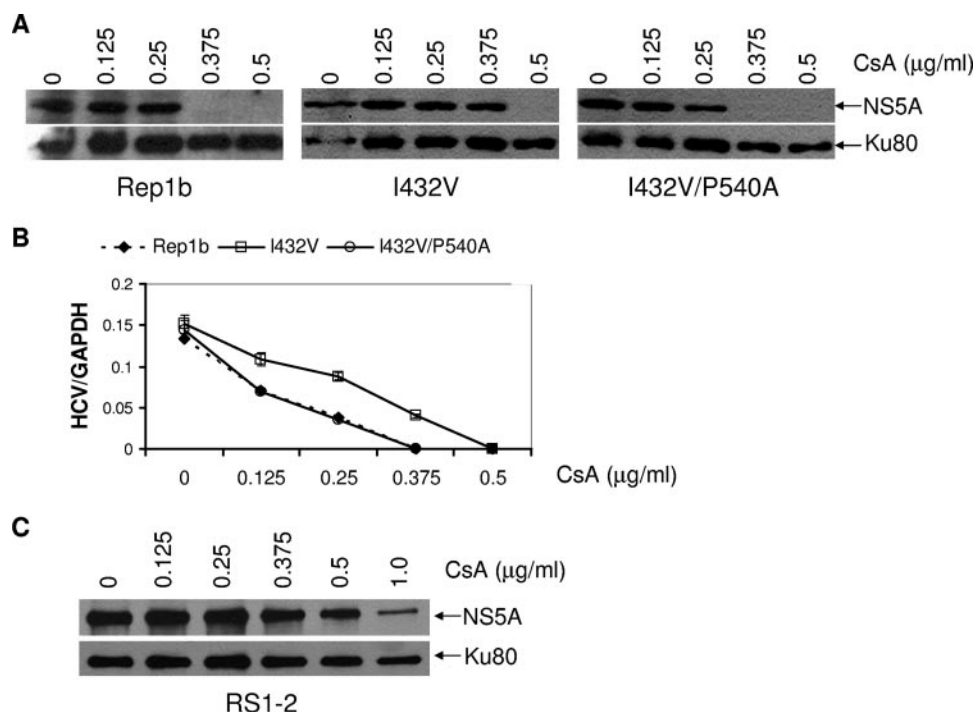 A
0 0.125 0.25 0.375 0.5
0 0.125 0.25 0.375 0.5
0 0.125 0.25 0.375 0.5
CsA (µg/ml)
NS5A
Ku80
Rep1b
I432V
I432V/P540A
B
Rep1b I432V I432V/P540A
HCV/GAPDH
0.2
0.15
0.1
0.05
0
0 0.125 0.25 0.375 0.5
CsA (µg/ml)
C
0 0.125 0.25 0.375 0.5 1.0
CsA (µg/ml)
NS5A
Ku80
RS1-2